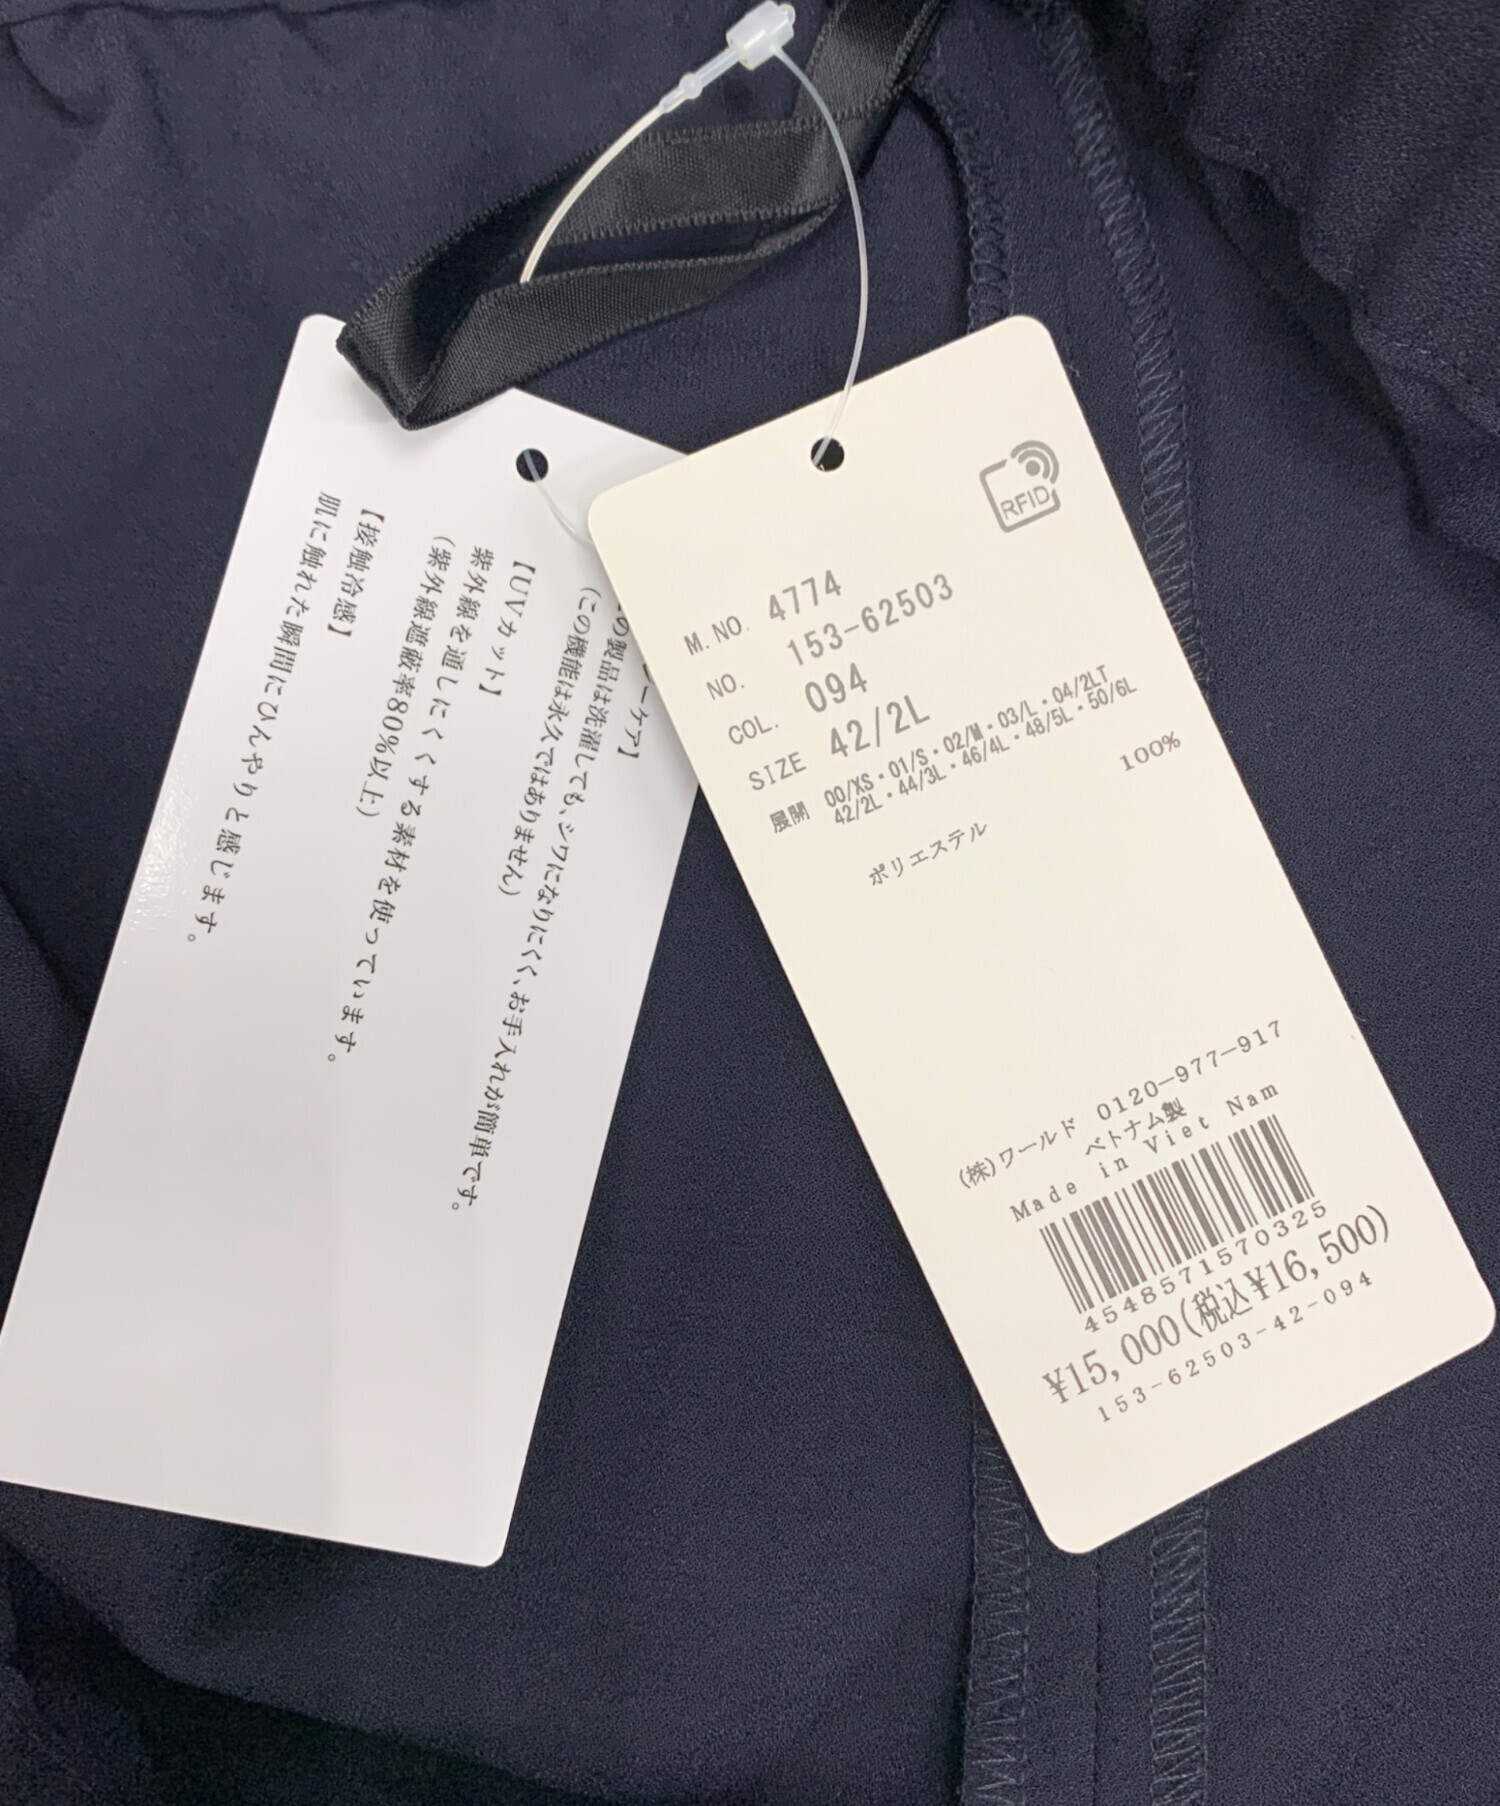 ーケア】
の製品は洗濯しても、シワになりにくく、お手入れが簡単です。
(この機能は永久ではありません)
【UVカット】
紫外線を通しにくくする素材を使っています。
(紫外線遮蔽率80%以上)
【接触冷感】
肌に触れた瞬間にひんやりと感じます。
RFID
M.NO. 4774
NO. 153-62503
COL. 094
SIZE 42/2L
展開 00/XS・01/S・02/M・03/L・04/2LT
42/2L・44/3L・46/4L・48/5L・50/6L
100%
ポリエステル
(株)ワールド 0120-977-917
ベトナム製
Made in Viet Nam
4548571570325
¥15,000(税込¥16,500)
153-62503-42-094